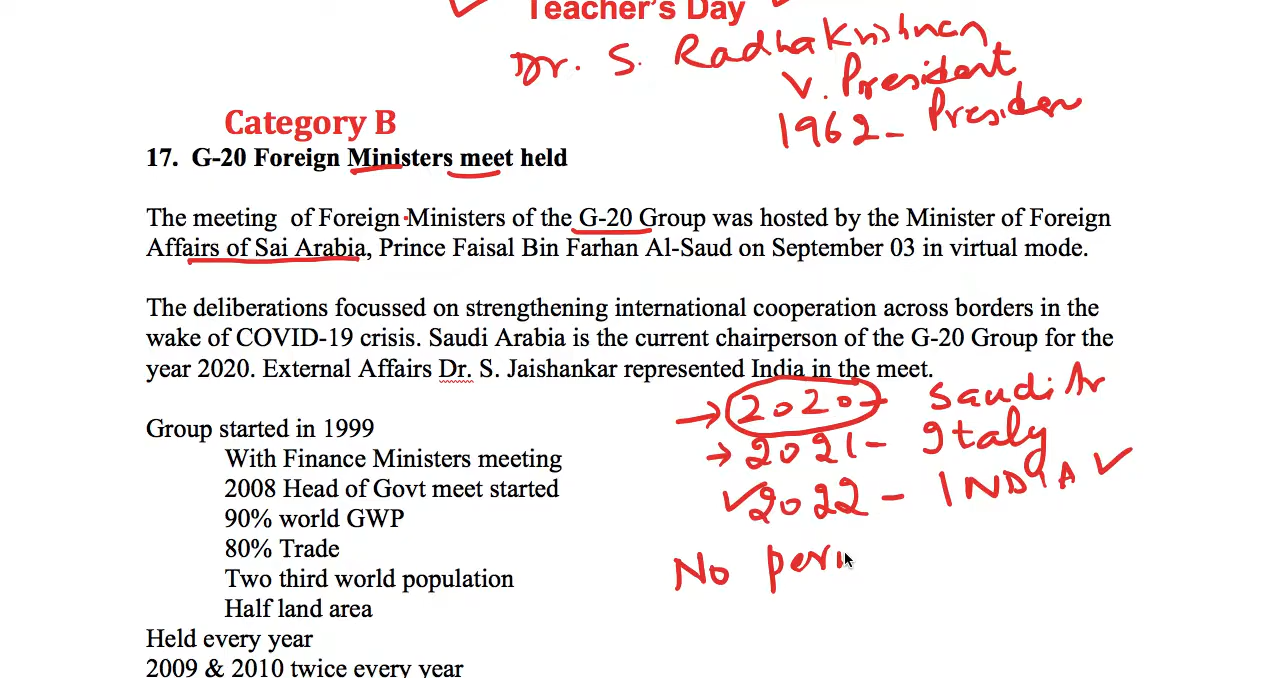 Teacher's Day
Dr. S. Radhakrishnan
V. President
1962 - Presiden
Category B
17. G-20 Foreign Ministers meet held
The meeting of Foreign Ministers of the G-20 Group was hosted by the Minister of Foreign
Affairs of Sai Arabia, Prince Faisal Bin Farhan Al-Saud on September 03 in virtual mode.
The deliberations focussed on strengthening international cooperation across borders in the
wake of COVID-19 crisis. Saudi Arabia is the current chairperson of the G-20 Group for the
year 2020. External Affairs Dr. S. Jaishankar represented India in the meet.
→ 2020 - Saudi Ar
→ 2021 - Italy
✓ 2022 - INDIA ✓
No peri
Group started in 1999
With Finance Ministers meeting
2008 Head of Govt meet started
90% world GWP
80% Trade
Two third world population
Half land area
Held every year
2009 & 2010 twice every year